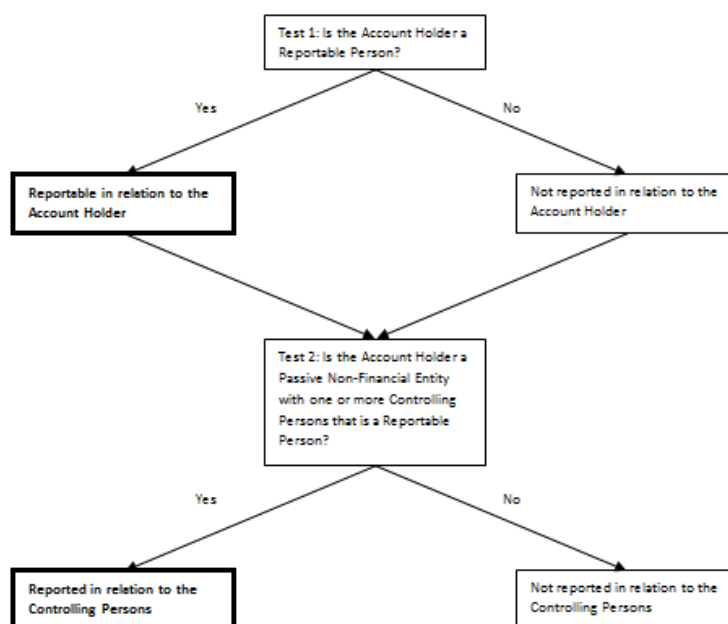 Test 1: Is the Account Holder a
Reportable Person?
Yes
No
Reportable in relation to the
Account Holder
Not reported in relation to the
Account Holder
Test 2: Is the Account Holder a
Passive Non-Financial Entity
with one or more Controlling
Persons that is a Reportable
Person?
Yes
No
Reported in relation to the
Controlling Persons
Not reported in relation to the
Controlling Persons